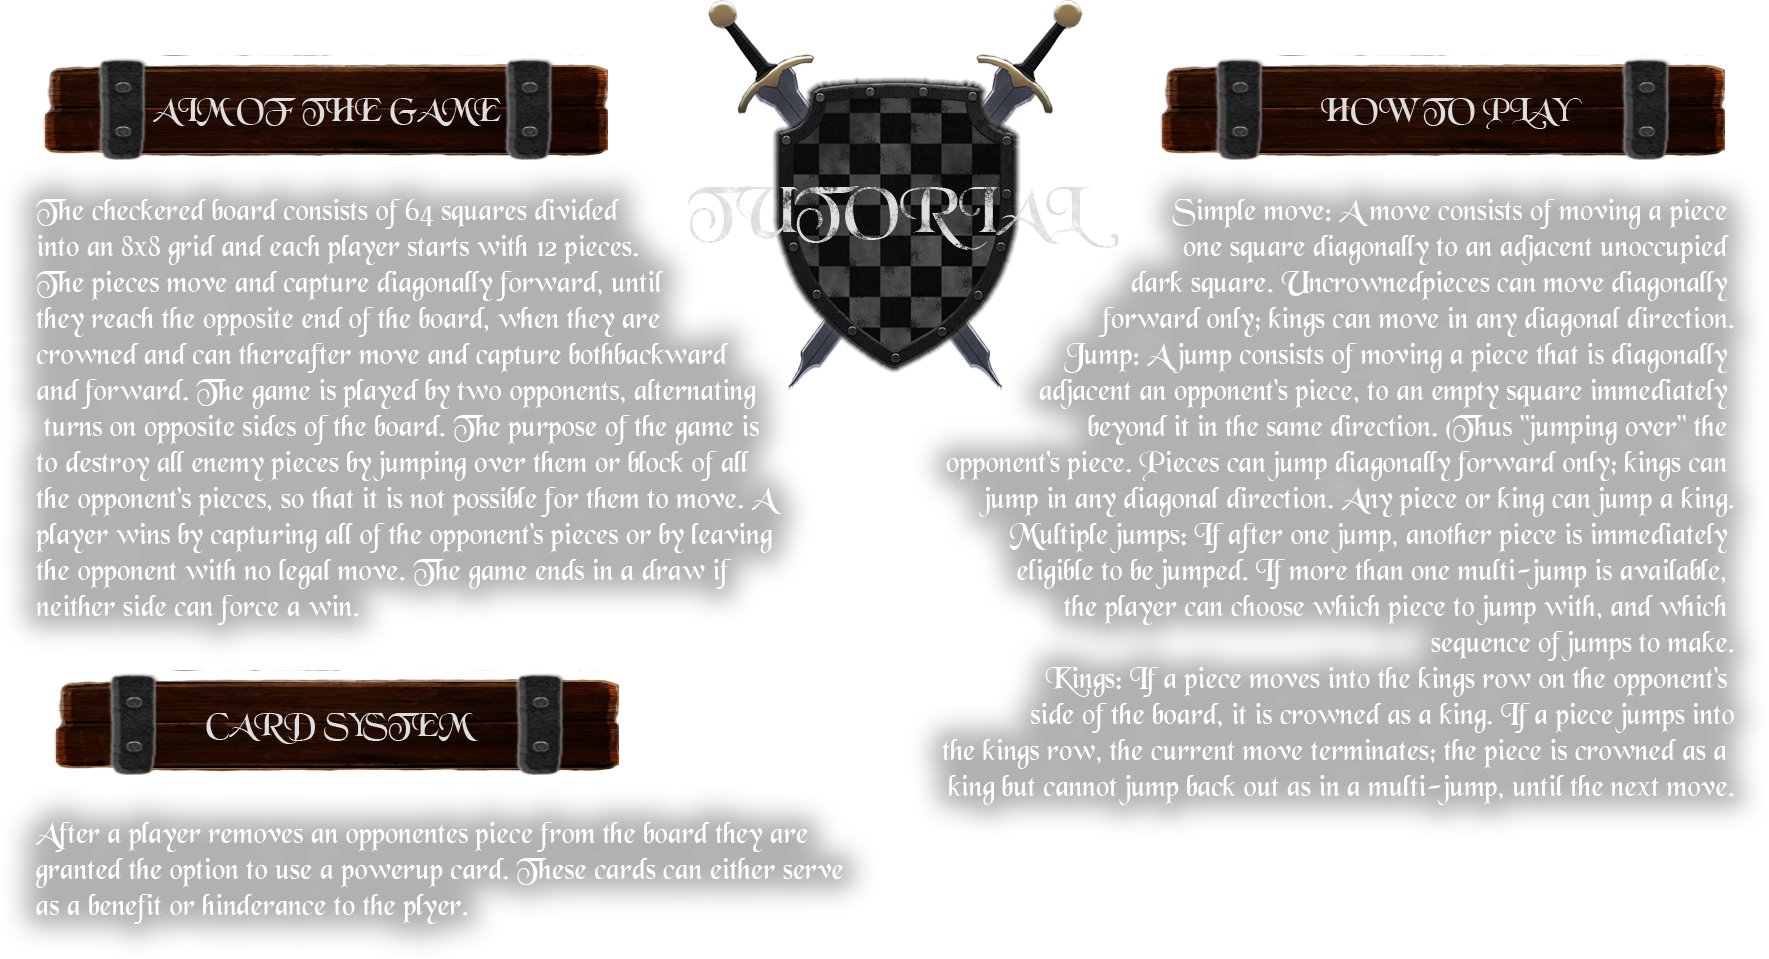 TUTORIAL
AIM OF THE GAME
The checkered board consists of 64 squares divided
into an 8x8 grid and each player starts with 12 pieces.
The pieces move and capture diagonally forward, until
they reach the opposite end of the board, when they are
crowned and can thereafter move and capture bothbackward
and forward. The game is played by two opponents, alternating
turns on opposite sides of the board. The purpose of the game is
to destroy all enemy pieces by jumping over them or block of all
the opponent's pieces, so that it is not possible for them to move. A
player wins by capturing all of the opponent's pieces or by leaving
the opponent with no legal move. The game ends in a draw if
neither side can force a win.
CARD SYSTEM
After a player removes an opponentes piece from the board they are
granted the option to use a powerup card. These cards can either serve
as a benefit or hinderance to the plyer.
HOW TO PLAY
Simple move: A move consists of moving a piece
one square diagonally to an adjacent unoccupied
dark square. Uncrownedpieces can move diagonally
forward only; kings can move in any diagonal direction.
Jump: A jump consists of moving a piece that is diagonally
adjacent an opponent's piece, to an empty square immediately
beyond it in the same direction. (Thus "jumping over" the
opponent's piece. Pieces can jump diagonally forward only; kings can
jump in any diagonal direction. Any piece or king can jump a king.
Multiple jumps: If after one jump, another piece is immediately
eligible to be jumped. If more than one multi-jump is available,
the player can choose which piece to jump with, and which
sequence of jumps to make.
Kings: If a piece moves into the kings row on the opponent's
side of the board, it is crowned as a king. If a piece jumps into
the kings row, the current move terminates; the piece is crowned as a
king but cannot jump back out as in a multi-jump, until the next move.